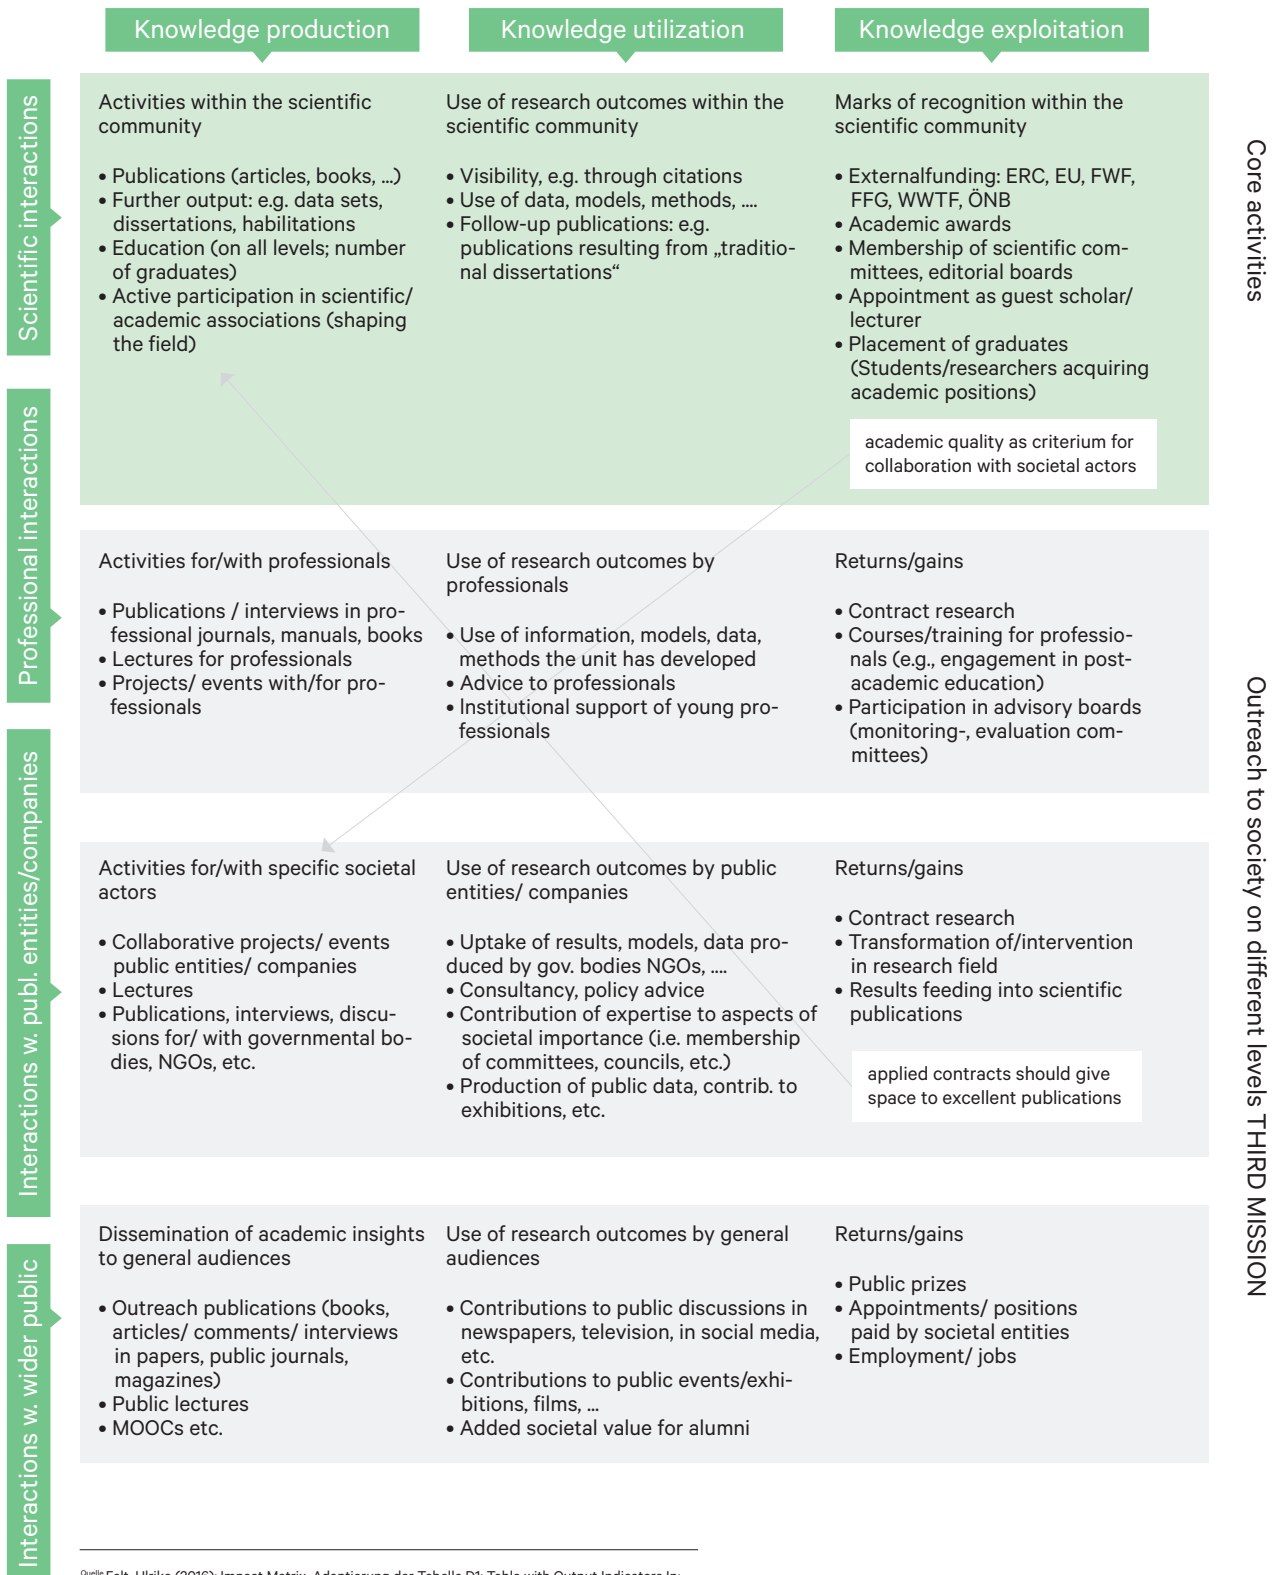 Knowledge production
Knowledge utilization
Knowledge exploitation
Scientific interactions
Activities within the scientific
community
• Publications (articles, books, ...)
• Further output: e.g. data sets,
dissertations, habilitations
• Education (on all levels; number
of graduates)
• Active participation in scientific/
academic associations (shaping
the field)
Use of research outcomes within the
scientific community
• Visibility, e.g. through citations
• Use of data, models, methods, ....
• Follow-up publications: e.g.
publications resulting from „traditio-
nal dissertations“
Marks of recognition within the
scientific community
• Externalfunding: ERC, EU, FWF,
FFG, WWTF, ÖNB
• Academic awards
• Membership of scientific com-
mittees, editorial boards
• Appointment as guest scholar/
lecturer
• Placement of graduates
(Students/researchers acquiring
academic positions)
academic quality as criterium for
collaboration with societal actors
Core activities
Professional interactions
Activities for/with professionals
• Publications / interviews in pro-
fessional journals, manuals, books
• Lectures for professionals
• Projects/ events with/for pro-
fessionals
Use of research outcomes by
professionals
• Use of information, models, data,
methods the unit has developed
• Advice to professionals
• Institutional support of young pro-
fessionals
Returns/gains
• Contract research
• Courses/training for professio-
nals (e.g., engagement in post-
academic education)
• Participation in advisory boards
(monitoring-, evaluation com-
mittees)
Interactions w. publ. entities/companies
Activities for/with specific societal
actors
• Collaborative projects/ events
public entities/ companies
• Lectures
• Publications, interviews, discu-
sions for/ with governmental bo-
dies, NGOs, etc.
Use of research outcomes by public
entities/ companies
• Uptake of results, models, data pro-
duced by gov. bodies NGOs, ....
• Consultancy, policy advice
• Contribution of expertise to aspects of
societal importance (i.e. membership
of committees, councils, etc.)
• Production of public data, contrib. to
exhibitions, etc.
Returns/gains
• Contract research
• Transformation of/intervention
in research field
• Results feeding into scientific
publications
applied contracts should give
space to excellent publications
Outreach to society on different levels THIRD MISSION
Interactions w. wider public
Dissemination of academic insights
to general audiences
• Outreach publications (books,
articles/ comments/ interviews
in papers, public journals,
magazines)
• Public lectures
• MOOCs etc.
Use of research outcomes by general
audiences
• Contributions to public discussions in
newspapers, television, in social media,
etc.
• Contributions to public events/exhi-
bitions, films, ...
• Added societal value for alumni
Returns/gains
• Public prizes
• Appointments/ positions
paid by societal entities
• Employment/ jobs
Quelle Felt, Ulrike (2016): Impact Matrix. Adaptierung der Tabelle D1: Table with Output Indicators In: